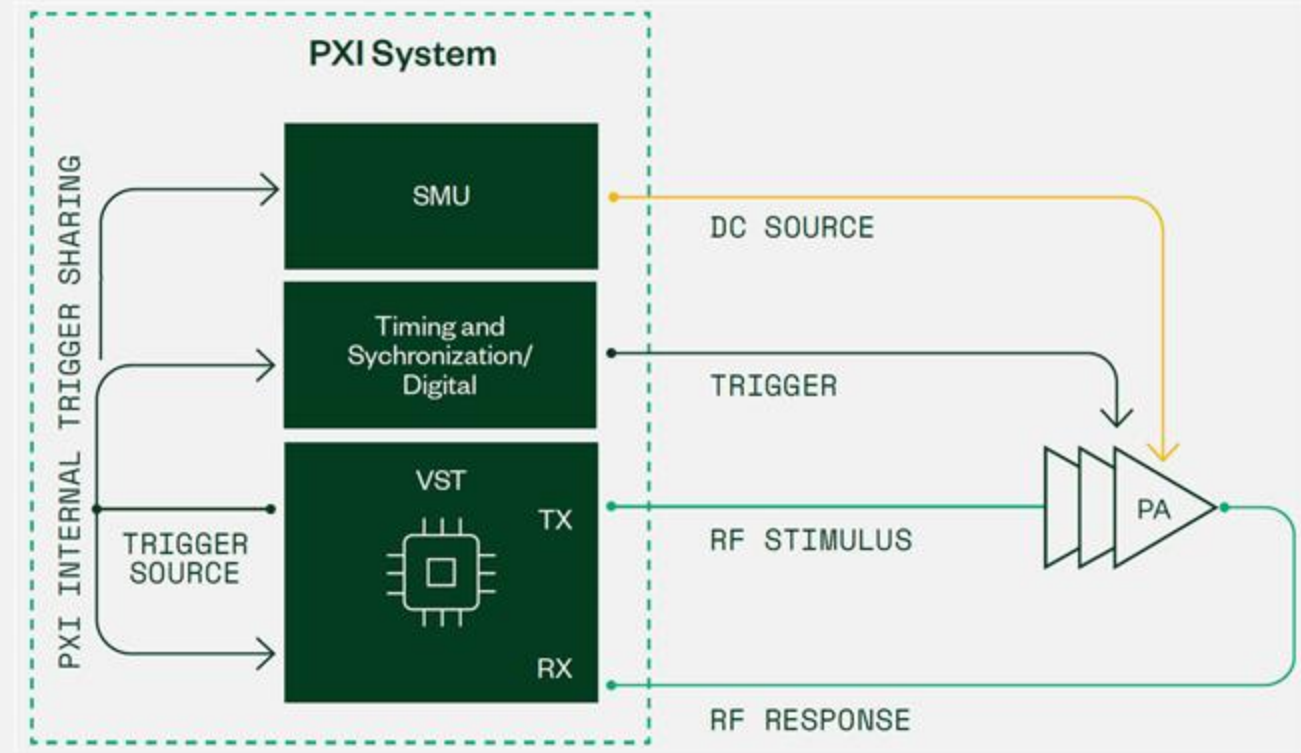 PXI System
PXI INTERNAL TRIGGER SHARING
SMU
DC SOURCE
Timing and
Sychronization/
Digital
TRIGGER
VST
TX
TRIGGER
SOURCE
RF STIMULUS
PA
RX
RF RESPONSE